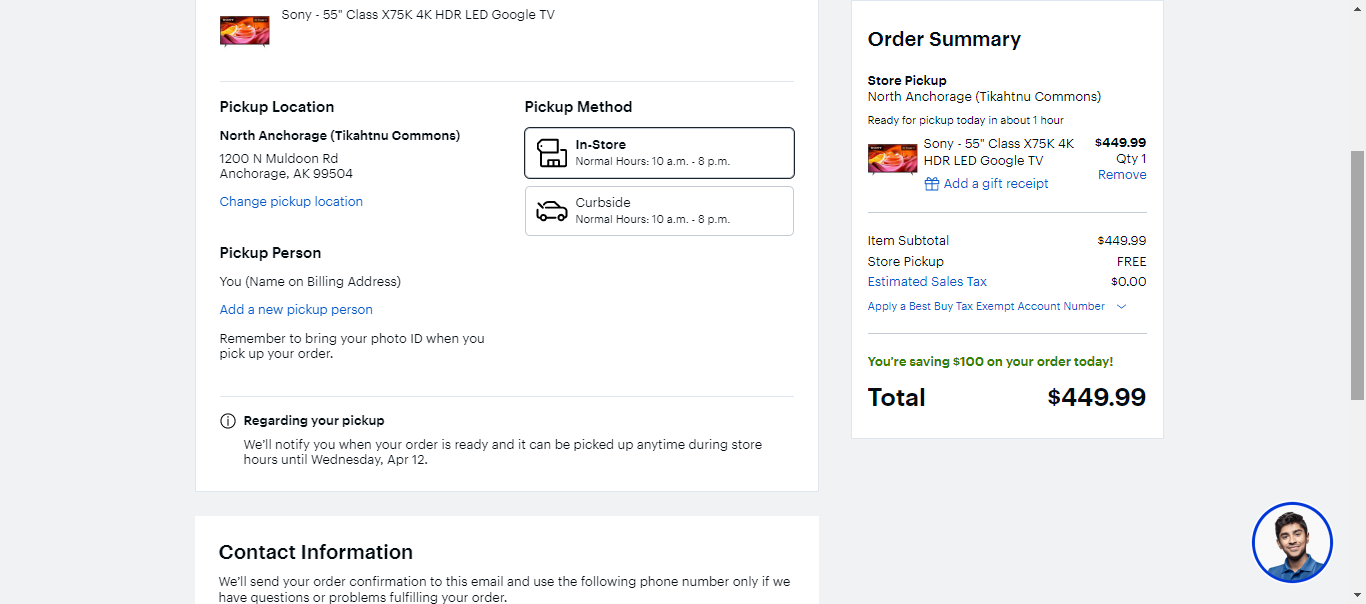 Sony - 55" Class X75K 4K HDR LED Google TV
Pickup Location
North Anchorage (Tikahtnu Commons)
1200 N Muldoon Rd
Anchorage, AK 99504
Change pickup location
Pickup Person
You (Name on Billing Address)
Add a new pickup person
Remember to bring your photo ID when you
pick up your order.
Pickup Method
In-Store
Normal Hours: 10 a.m. - 8 p.m.
Curbside
Normal Hours: 10 a.m. - 8 p.m.
Regarding your pickup
We'll notify you when your order is ready and it can be picked up anytime during store
hours until Wednesday, Apr 12.
Contact Information
We'll send your order confirmation to this email and use the following phone number only if we
have questions or problems fulfilling your order.
Order Summary
Store Pickup
North Anchorage (Tikahtnu Commons)
Ready for pickup today in about 1 hour
Sony - 55" Class X75K 4K
HDR LED Google TV
$449.99
Qty 1
Remove
Add a gift receipt
Item Subtotal $449.99
Store Pickup FREE
Estimated Sales Tax $0.00
Apply a Best Buy Tax Exempt Account Number
You're saving $100 on your order today!
Total $449.99